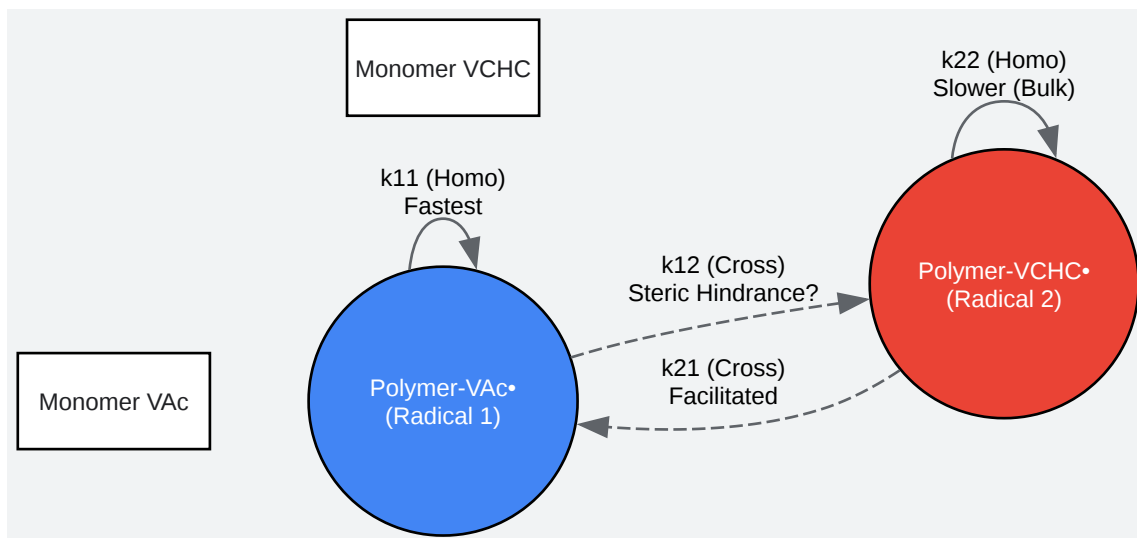 Monomer VCHC
k22 (Homo)
Slower (Bulk)
k11 (Homo)
Fastest
k12 (Cross)
Steric Hindrance?
Polymer-VCHC•
(Radical 2)
k21 (Cross)
Facilitated
Monomer VAc
Polymer-VAc•
(Radical 1)